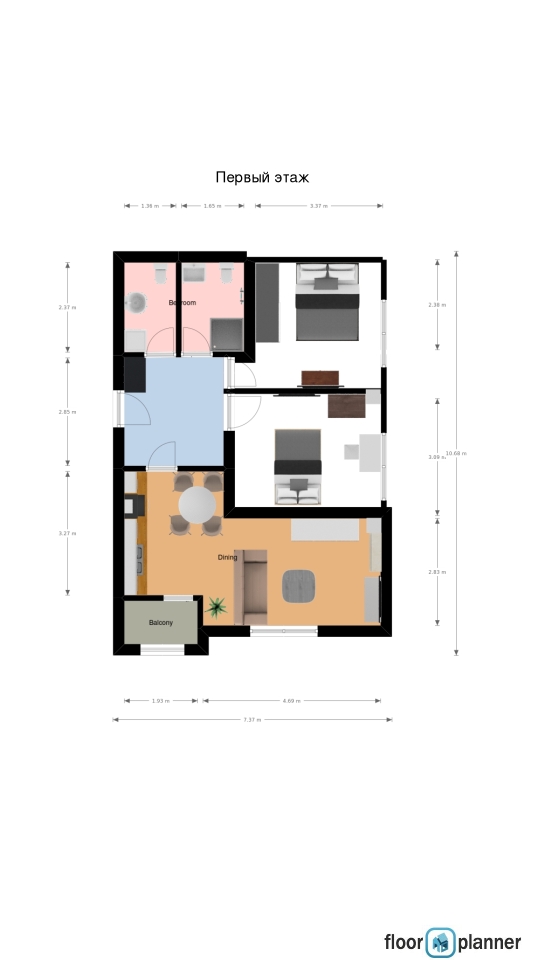 Первый этаж
1.36 m
1.65 m
3.37 m
2.37 m
2.38 m
Bedroom
2.85 m
3.89 m
10.68 m
3.27 m
Dining
2.83 m
Balcony
1.93 m
4.69 m
7.37 m
floor planner